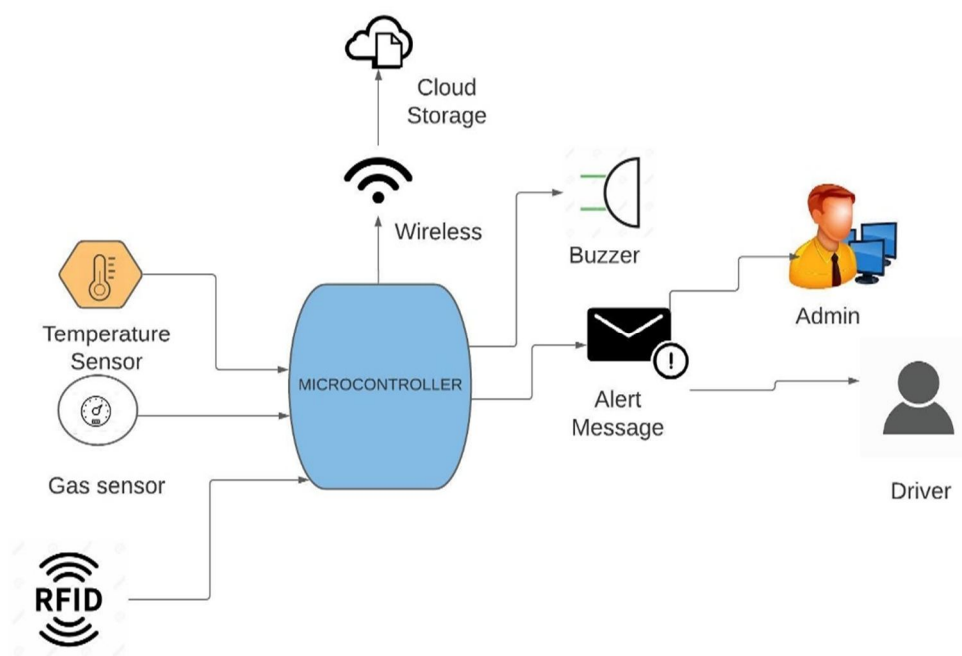 Cloud
Storage
Wireless
Buzzer
Temperature
Sensor
Admin
MICROCONTROLLER
Alert
Message
Gas sensor
Driver
RFID